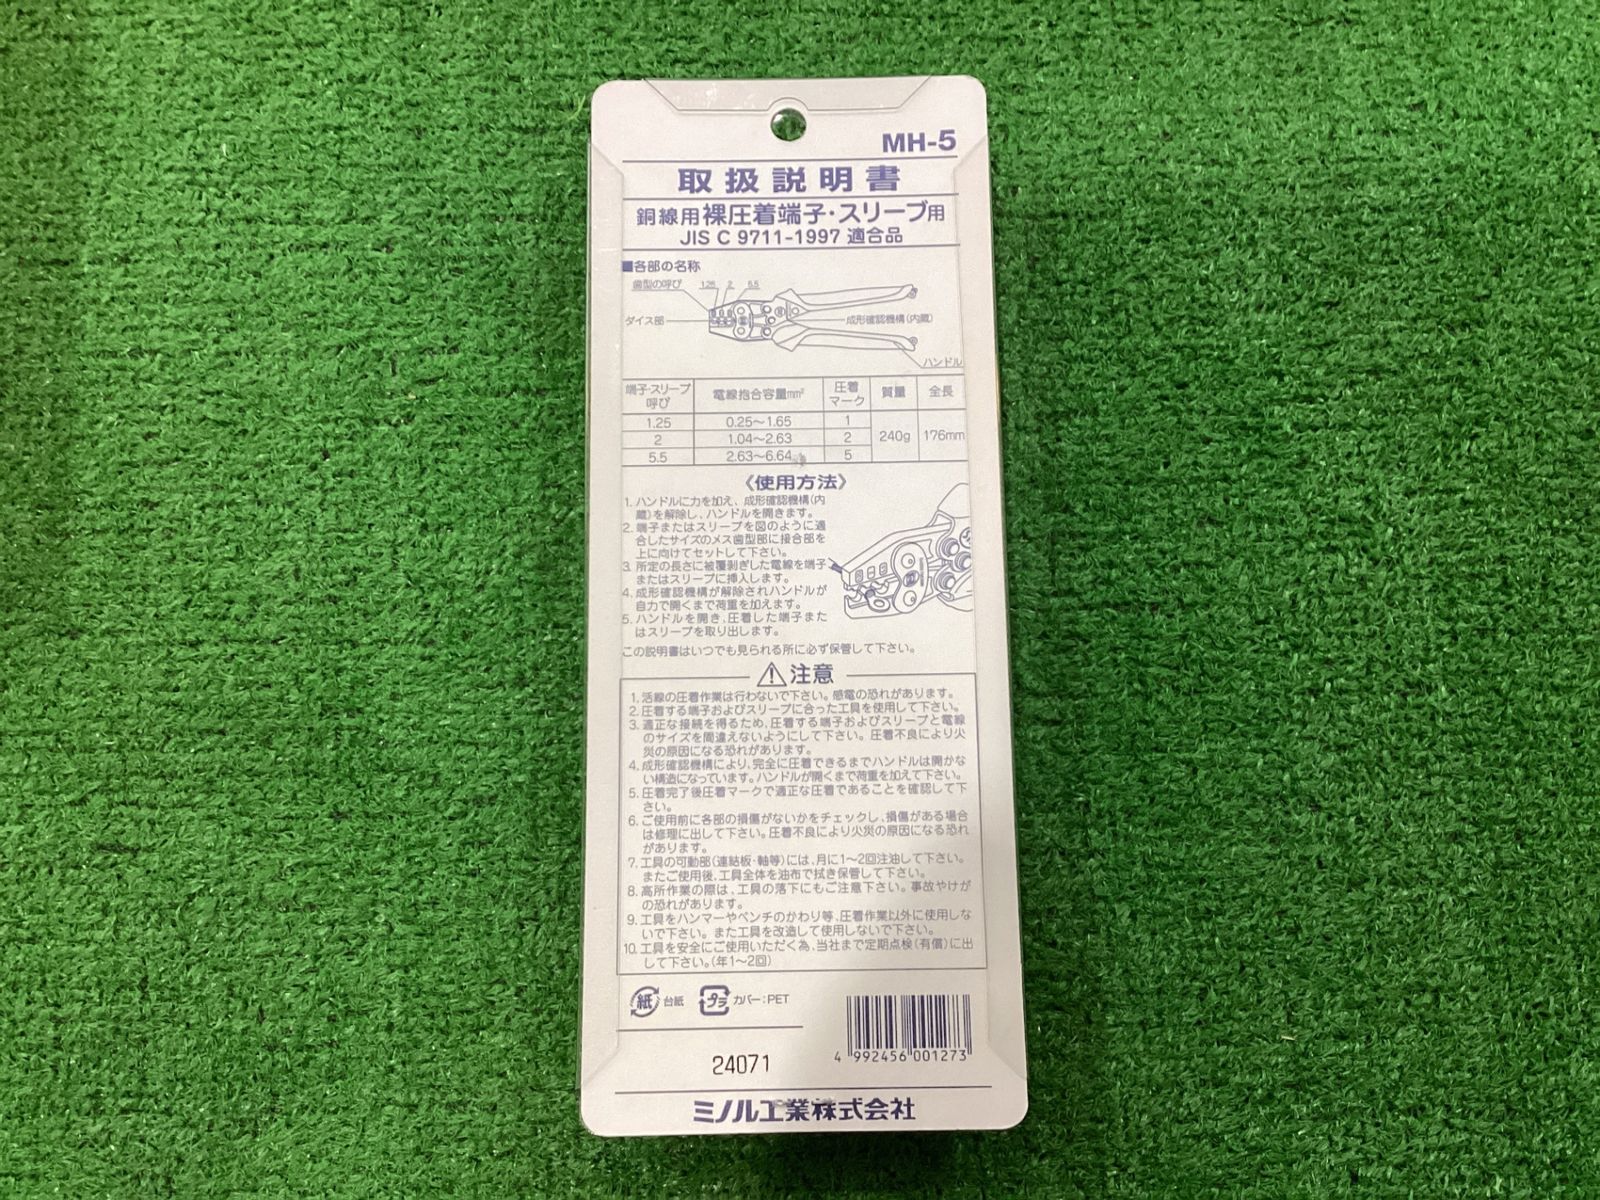 MH-5
取扱説明書
銅線用裸圧着端子・スリーブ用
JIS C 9711-1997 適合品
■各部の名称
歯型の呼び 1.25 2 5.5
ダイス部
成形確認機構(内蔵)
ハンドル
端子・スリーブ呼び 電線抱合容量mm² 圧着マーク 質量 全長
1.25 0.25〜1.65 1
2 1.04〜2.63 2 240g 176mm
5.5 2.63〜6.64 5
《使用方法》
1. ハンドルに力を加え、成形確認機構(内
蔵)を解除し、ハンドルを開きます。
2. 端子またはスリーブを図のように適
合したサイズのメス歯型部に接合部を
上に向けてセットして下さい。
3. 所定の長さに被覆剥ぎした電線を端子
またはスリーブに挿入します。
4. 成形確認機構が解除されハンドルが
自力で開くまで荷重を加えます。
5. ハンドルを開き、圧着した端子また
はスリーブを取り出します。
この説明書はいつでも見られる所に必ず保管して下さい。
⚠注意
1. 活線の圧着作業は行わないで下さい。感電の恐れがあります。
2. 圧着する端子およびスリーブに合った工具を使用して下さい。
3. 適正な接続を得るため、圧着する端子およびスリーブと電線
のサイズを間違えないようにして下さい。圧着不良により火
災の原因になる恐れがあります。
4. 成形確認機構により、完全に圧着できるまでハンドルは開かな
い構造になっています。ハンドルが開くまで荷重を加えて下さい。
5. 圧着完了後圧着マークで適正な圧着であることを確認して下
さい。
6. ご使用前に各部の損傷がないかをチェックし、損傷がある場合
は修理に出して下さい。圧着不良により火災の原因になる恐れ
があります。
7. 工具の可動部(連結板・軸等)には、月に1〜2回注油して下さい。
またご使用後、工具全体を油布で拭き保管して下さい。
8. 高所作業の際は、工具の落下にもご注意下さい。事故やけが
の恐れがあります。
9. 工具をハンマーやペンチのかわり等、圧着作業以外に使用しな
いで下さい。また工具を改造して使用しないで下さい。
10. 工具を安全にご使用いただく為、当社まで定期点検(有償)に出
して下さい。(年1〜2回)
紙 台紙 プラ カバー:PET
4 992456 001273
24071
ミノル工業株式会社